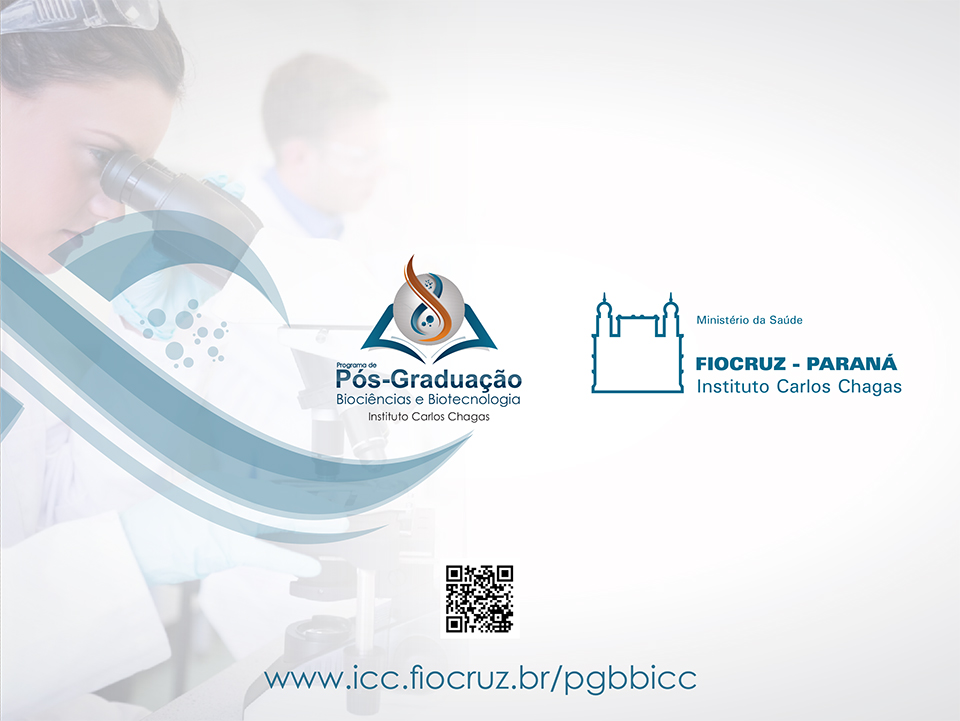 Programa de
Pós-Graduação
Biociências e Biotecnologia
Instituto Carlos Chagas
Ministério da Saúde
FIOCRUZ - PARANÁ
Instituto Carlos Chagas
www.icc.fiocruz.br/pgbbicc